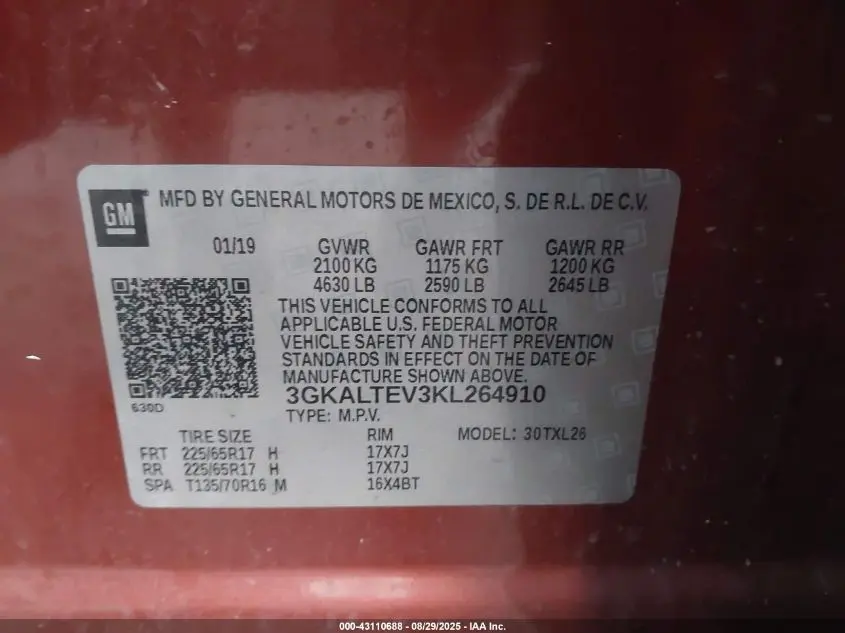 GM
MFD BY GENERAL MOTORS DE MEXICO, S. DE R.L. DE C.V.
01/19 GVWR GAWR FRT GAWR RR
2100 KG 1175 KG 1200 KG
4630 LB 2590 LB 2645 LB
THIS VEHICLE CONFORMS TO ALL
APPLICABLE U.S. FEDERAL MOTOR
VEHICLE SAFETY AND THEFT PREVENTION
STANDARDS IN EFFECT ON THE DATE OF
MANUFACTURE SHOWN ABOVE.
3GKALTEV3KL264910
630D
TYPE: M.P.V.
TIRE SIZE RIM MODEL: 30TXL26
FRT 225/65R17 H 17X7J
RR 225/65R17 H 17X7J
SPA T135/70R16 M 16X4BT
000-43110688 - 08/29/2025 - IAA Inc.